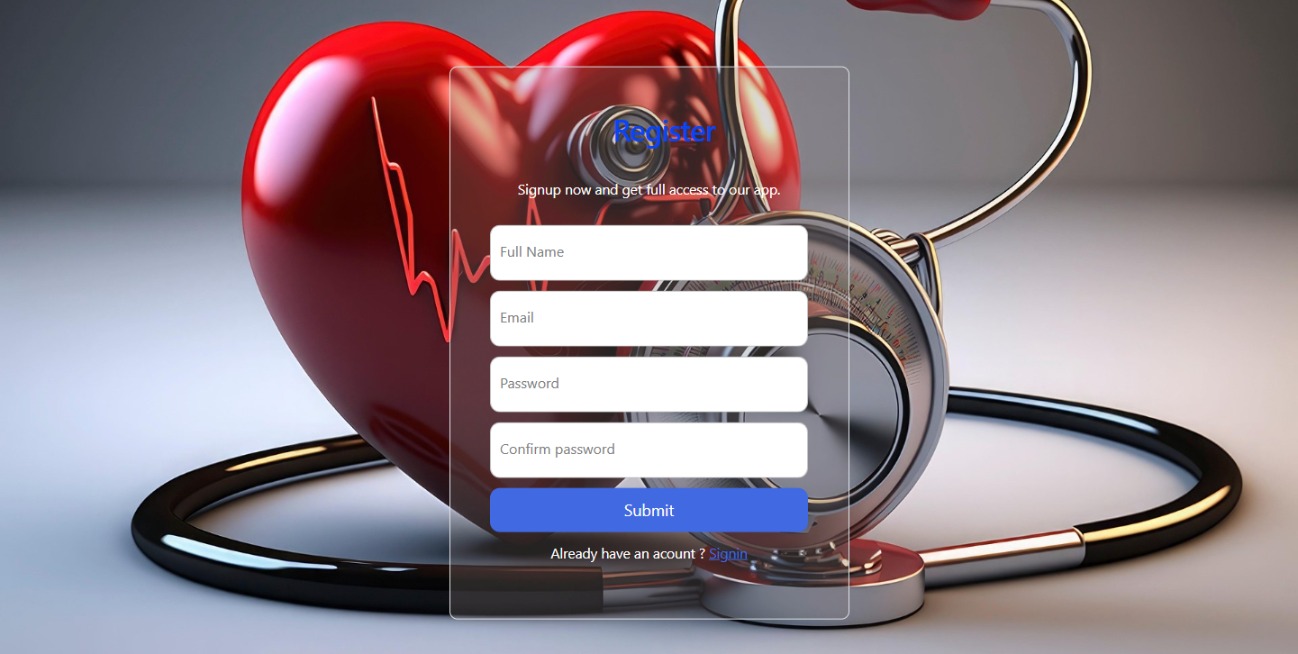 Register
Signup now and get full access to our app.
Full Name
Email
Password
Confirm password
Submit
Already have an acount ? Signin